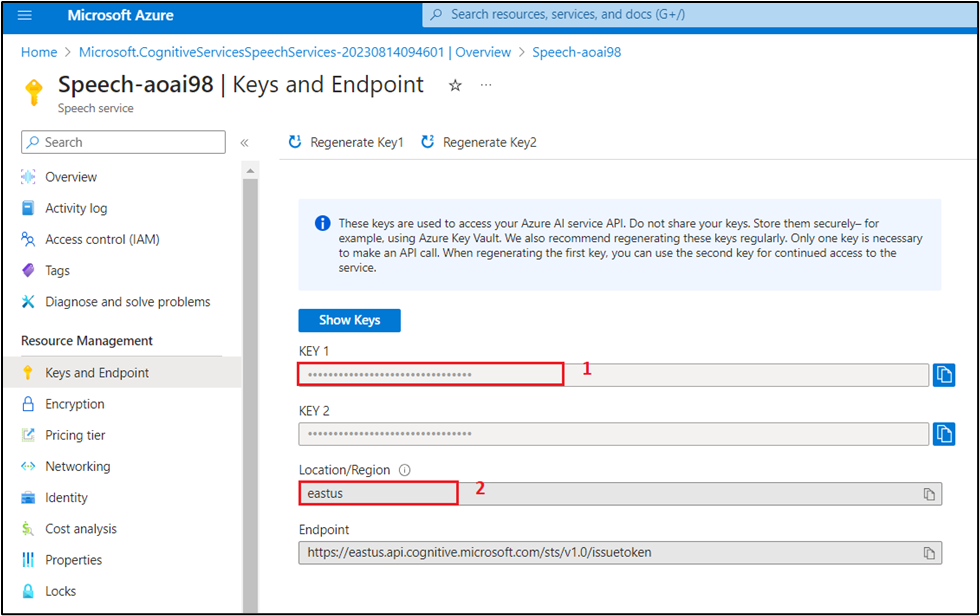 Microsoft Azure
Search resources, services, and docs (G+/)
Home > Microsoft.CognitiveServicesSpeechServices-20230814094601 | Overview > Speech-aoai98
Speech-aoai98 | Keys and Endpoint ☆ ...
Speech service
Search «
Regenerate Key1 Regenerate Key2
Overview
Activity log
Access control (IAM)
Tags
Diagnose and solve problems
Resource Management
Keys and Endpoint
Encryption
Pricing tier
Networking
Identity
Cost analysis
Properties
Locks
These keys are used to access your Azure AI service API. Do not share your keys. Store them securely– for
example, using Azure Key Vault. We also recommend regenerating these keys regularly. Only one key is necessary
to make an API call. When regenerating the first key, you can use the second key for continued access to the
service.
Show Keys
KEY 1
•••••••••••••••••••••••••••••••• 1
KEY 2
••••••••••••••••••••••••••••••••
Location/Region
eastus 2
Endpoint
https://eastus.api.cognitive.microsoft.com/sts/v1.0/issuetoken